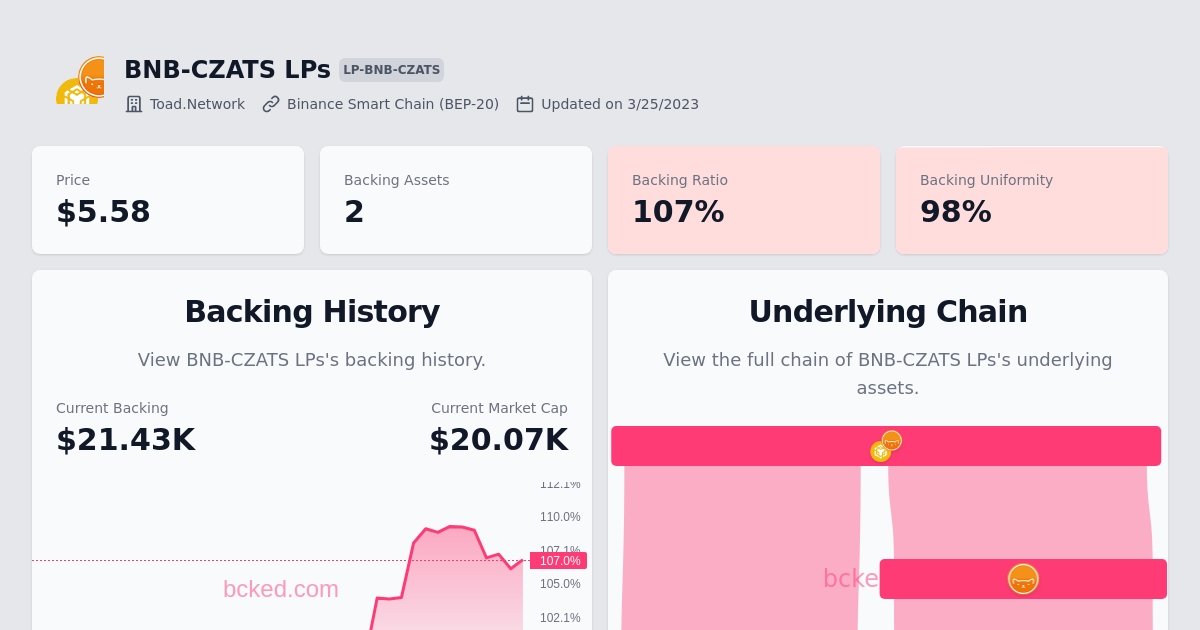 BNB-CZATS LPs LP-BNB-CZATS
Toad.Network Binance Smart Chain (BEP-20) Updated on 3/25/2023
Price
$5.58
Backing Assets
2
Backing Ratio
107%
Backing Uniformity
98%
Backing History
View BNB-CZATS LPs's backing history.
Current Backing
$21.43K
Current Market Cap
$20.07K
112.1%
110.0%
107.1%
107.0%
105.0%
102.1%
bcked.com
Underlying Chain
View the full chain of BNB-CZATS LPs's underlying
assets.
bcke